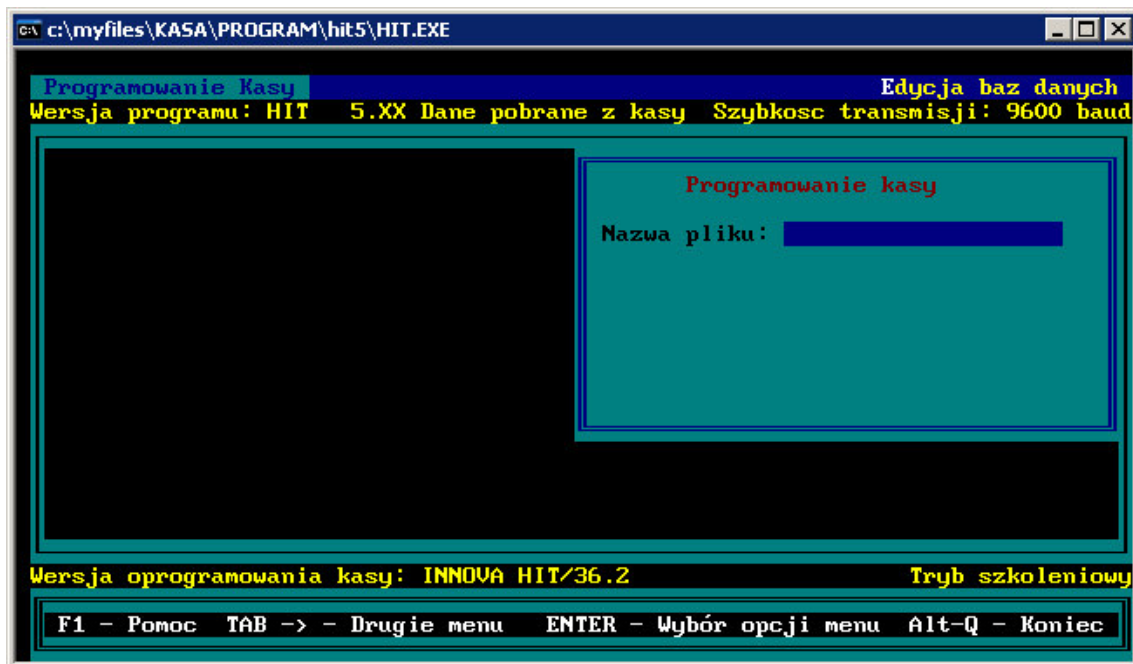 c:\myfiles\KASA\PROGRAM\hit5\HIT.EXE
Programowanie Kasy Edycja baz danych
Wersja programu: HIT 5.XX Dane pobrane z kasy Szybkosc transmisji: 9600 baud
Programowanie kasy
Nazwa pliku:
Wersja oprogramowania kasy: INNOVA HIT/36.2 Tryb szkoleniowy
F1 - Pomoc TAB -> - Drugie menu ENTER - Wybór opcji menu Alt-Q - Koniec